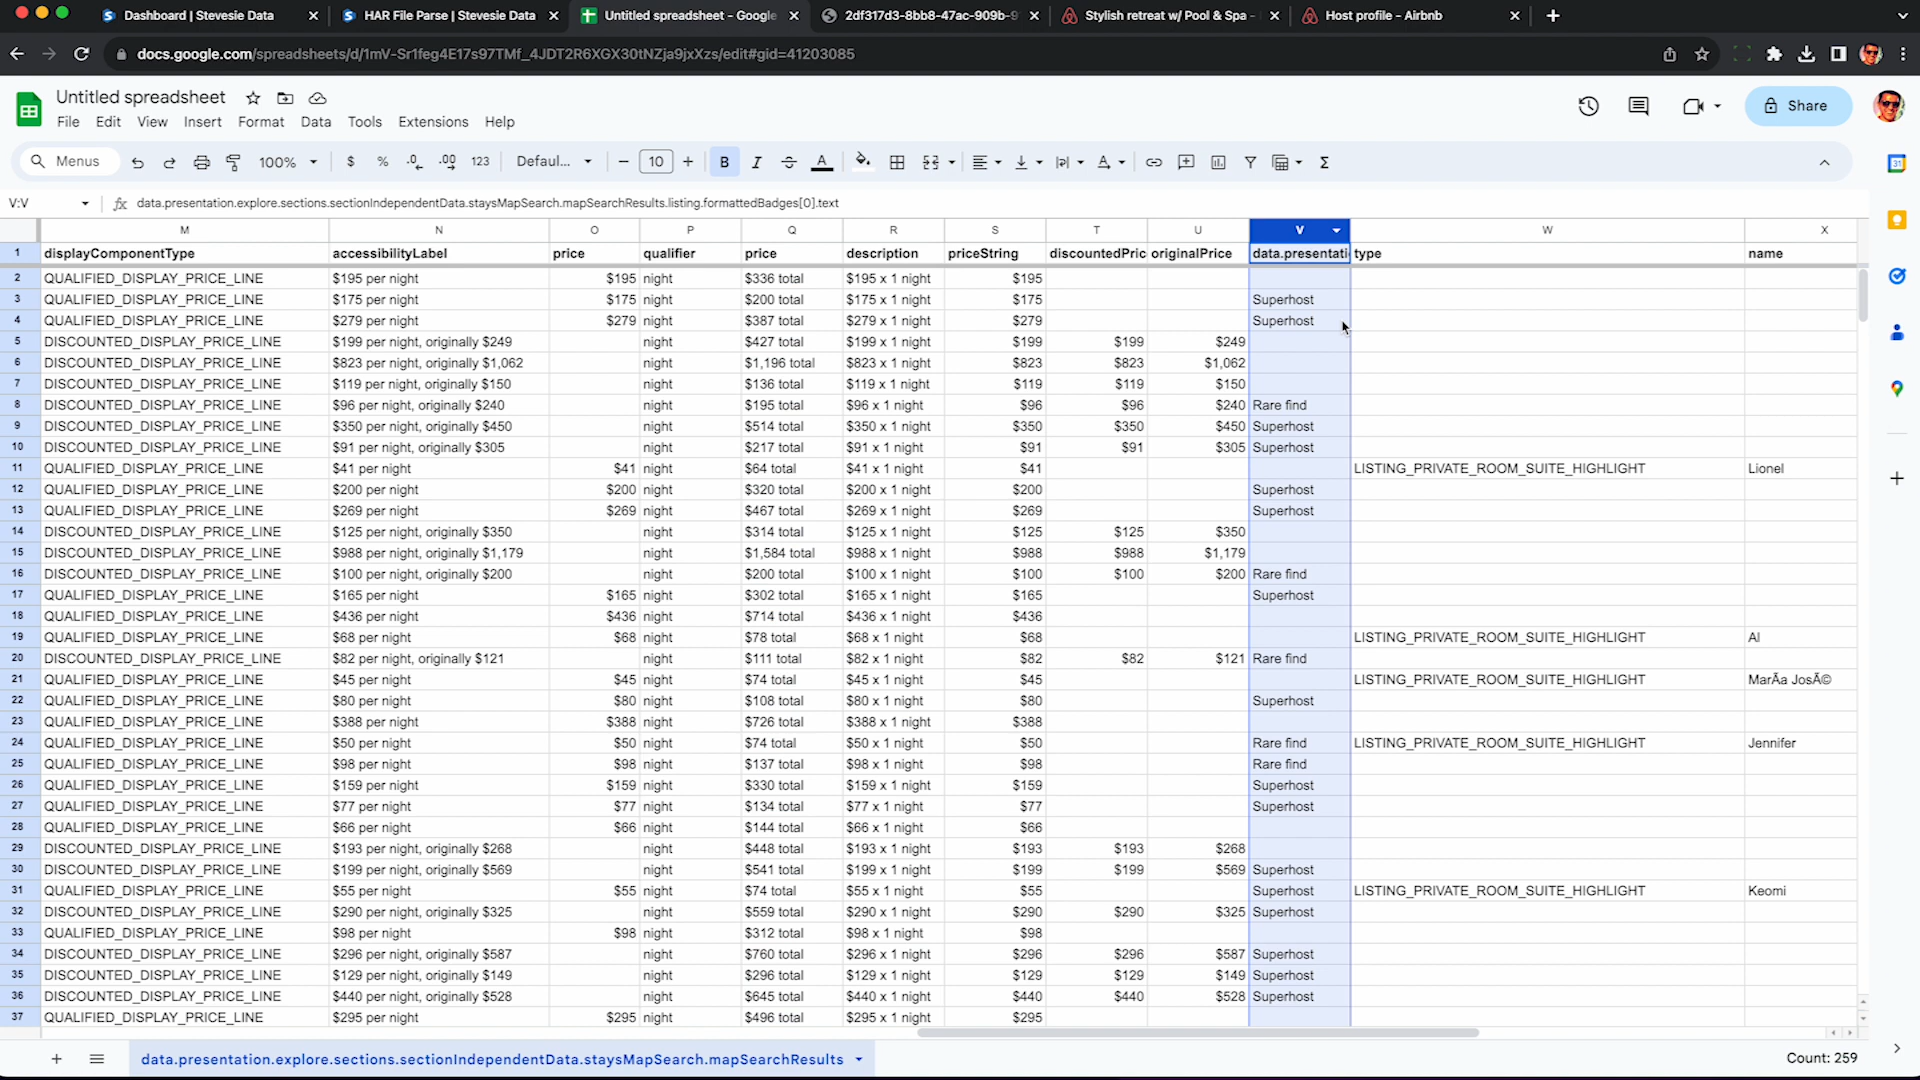 Dashboard | Stevesie Data
HAR File Parse | Stevesie Data
Untitled spreadsheet - Google
2df317d3-8bb8-47ac-909b-9
Stylish retreat w/ Pool & Spa -
Host profile - Airbnb
docs.google.com/spreadsheets/d/1mV-Sr1feg4E17s97TMf_4JDT2R6XGX30tNZja9jxXzs/edit#gid=41203085
Untitled spreadsheet
Share
File Edit View Insert Format Data Tools Extensions Help
Menus 100% $ % .0 .00 123 Defaul... − 10 + B I A Σ
31
V:V fx data.presentation.explore.sections.sectionIndependentData.staysMapSearch.mapSearchResults.listing.formattedBadges[0].text
M N O P Q R S T U V W X
1 displayComponentType accessibilityLabel price qualifier price description priceString discountedPric originalPrice data.presentati type name
2 QUALIFIED_DISPLAY_PRICE_LINE $195 per night $195 night $336 total $195 x 1 night $195
3 QUALIFIED_DISPLAY_PRICE_LINE $175 per night $175 night $200 total $175 x 1 night $175 Superhost
4 QUALIFIED_DISPLAY_PRICE_LINE $279 per night $279 night $387 total $279 x 1 night $279 Superhost
5 DISCOUNTED_DISPLAY_PRICE_LINE $199 per night, originally $249 night $427 total $199 x 1 night $199 $199 $249
6 DISCOUNTED_DISPLAY_PRICE_LINE $823 per night, originally $1,062 night $1,196 total $823 x 1 night $823 $823 $1,062
7 DISCOUNTED_DISPLAY_PRICE_LINE $119 per night, originally $150 night $136 total $119 x 1 night $119 $119 $150
8 DISCOUNTED_DISPLAY_PRICE_LINE $96 per night, originally $240 night $195 total $96 x 1 night $96 $96 $240 Rare find
9 DISCOUNTED_DISPLAY_PRICE_LINE $350 per night, originally $450 night $514 total $350 x 1 night $350 $350 $450 Superhost
10 DISCOUNTED_DISPLAY_PRICE_LINE $91 per night, originally $305 night $217 total $91 x 1 night $91 $91 $305 Superhost
11 QUALIFIED_DISPLAY_PRICE_LINE $41 per night $41 night $64 total $41 x 1 night $41 LISTING_PRIVATE_ROOM_SUITE_HIGHLIGHT Lionel
12 QUALIFIED_DISPLAY_PRICE_LINE $200 per night $200 night $320 total $200 x 1 night $200 Superhost
13 QUALIFIED_DISPLAY_PRICE_LINE $269 per night $269 night $467 total $269 x 1 night $269 Superhost
14 DISCOUNTED_DISPLAY_PRICE_LINE $125 per night, originally $350 night $314 total $125 x 1 night $125 $125 $350
15 DISCOUNTED_DISPLAY_PRICE_LINE $988 per night, originally $1,179 night $1,584 total $988 x 1 night $988 $988 $1,179
16 DISCOUNTED_DISPLAY_PRICE_LINE $100 per night, originally $200 night $200 total $100 x 1 night $100 $100 $200 Rare find
17 QUALIFIED_DISPLAY_PRICE_LINE $165 per night $165 night $302 total $165 x 1 night $165 Superhost
18 QUALIFIED_DISPLAY_PRICE_LINE $436 per night $436 night $714 total $436 x 1 night $436
19 QUALIFIED_DISPLAY_PRICE_LINE $68 per night $68 night $78 total $68 x 1 night $68 LISTING_PRIVATE_ROOM_SUITE_HIGHLIGHT Al
20 DISCOUNTED_DISPLAY_PRICE_LINE $82 per night, originally $121 night $111 total $82 x 1 night $82 $82 $121 Rare find
21 QUALIFIED_DISPLAY_PRICE_LINE $45 per night $45 night $74 total $45 x 1 night $45 LISTING_PRIVATE_ROOM_SUITE_HIGHLIGHT MarÃ­a JosÃ©
22 QUALIFIED_DISPLAY_PRICE_LINE $80 per night $80 night $108 total $80 x 1 night $80 Superhost
23 QUALIFIED_DISPLAY_PRICE_LINE $388 per night $388 night $726 total $388 x 1 night $388
24 QUALIFIED_DISPLAY_PRICE_LINE $50 per night $50 night $74 total $50 x 1 night $50 Rare find LISTING_PRIVATE_ROOM_SUITE_HIGHLIGHT Jennifer
25 QUALIFIED_DISPLAY_PRICE_LINE $98 per night $98 night $137 total $98 x 1 night $98 Rare find
26 QUALIFIED_DISPLAY_PRICE_LINE $159 per night $159 night $330 total $159 x 1 night $159 Superhost
27 QUALIFIED_DISPLAY_PRICE_LINE $77 per night $77 night $134 total $77 x 1 night $77 Superhost
28 QUALIFIED_DISPLAY_PRICE_LINE $66 per night $66 night $144 total $66 x 1 night $66
29 DISCOUNTED_DISPLAY_PRICE_LINE $193 per night, originally $268 night $448 total $193 x 1 night $193 $193 $268
30 DISCOUNTED_DISPLAY_PRICE_LINE $199 per night, originally $569 night $541 total $199 x 1 night $199 $199 $569 Superhost
31 QUALIFIED_DISPLAY_PRICE_LINE $55 per night $55 night $74 total $55 x 1 night $55 Superhost LISTING_PRIVATE_ROOM_SUITE_HIGHLIGHT Keomi
32 DISCOUNTED_DISPLAY_PRICE_LINE $290 per night, originally $325 night $559 total $290 x 1 night $290 $290 $325 Superhost
33 QUALIFIED_DISPLAY_PRICE_LINE $98 per night $98 night $312 total $98 x 1 night $98
34 DISCOUNTED_DISPLAY_PRICE_LINE $296 per night, originally $587 night $760 total $296 x 1 night $296 $296 $587 Superhost
35 DISCOUNTED_DISPLAY_PRICE_LINE $129 per night, originally $149 night $296 total $129 x 1 night $129 $129 $149 Superhost
36 DISCOUNTED_DISPLAY_PRICE_LINE $440 per night, originally $528 night $645 total $440 x 1 night $440 $440 $528 Superhost
37 QUALIFIED_DISPLAY_PRICE_LINE $295 per night $295 night $496 total $295 x 1 night $295
data.presentation.explore.sections.sectionIndependentData.staysMapSearch.mapSearchResults
Count: 259